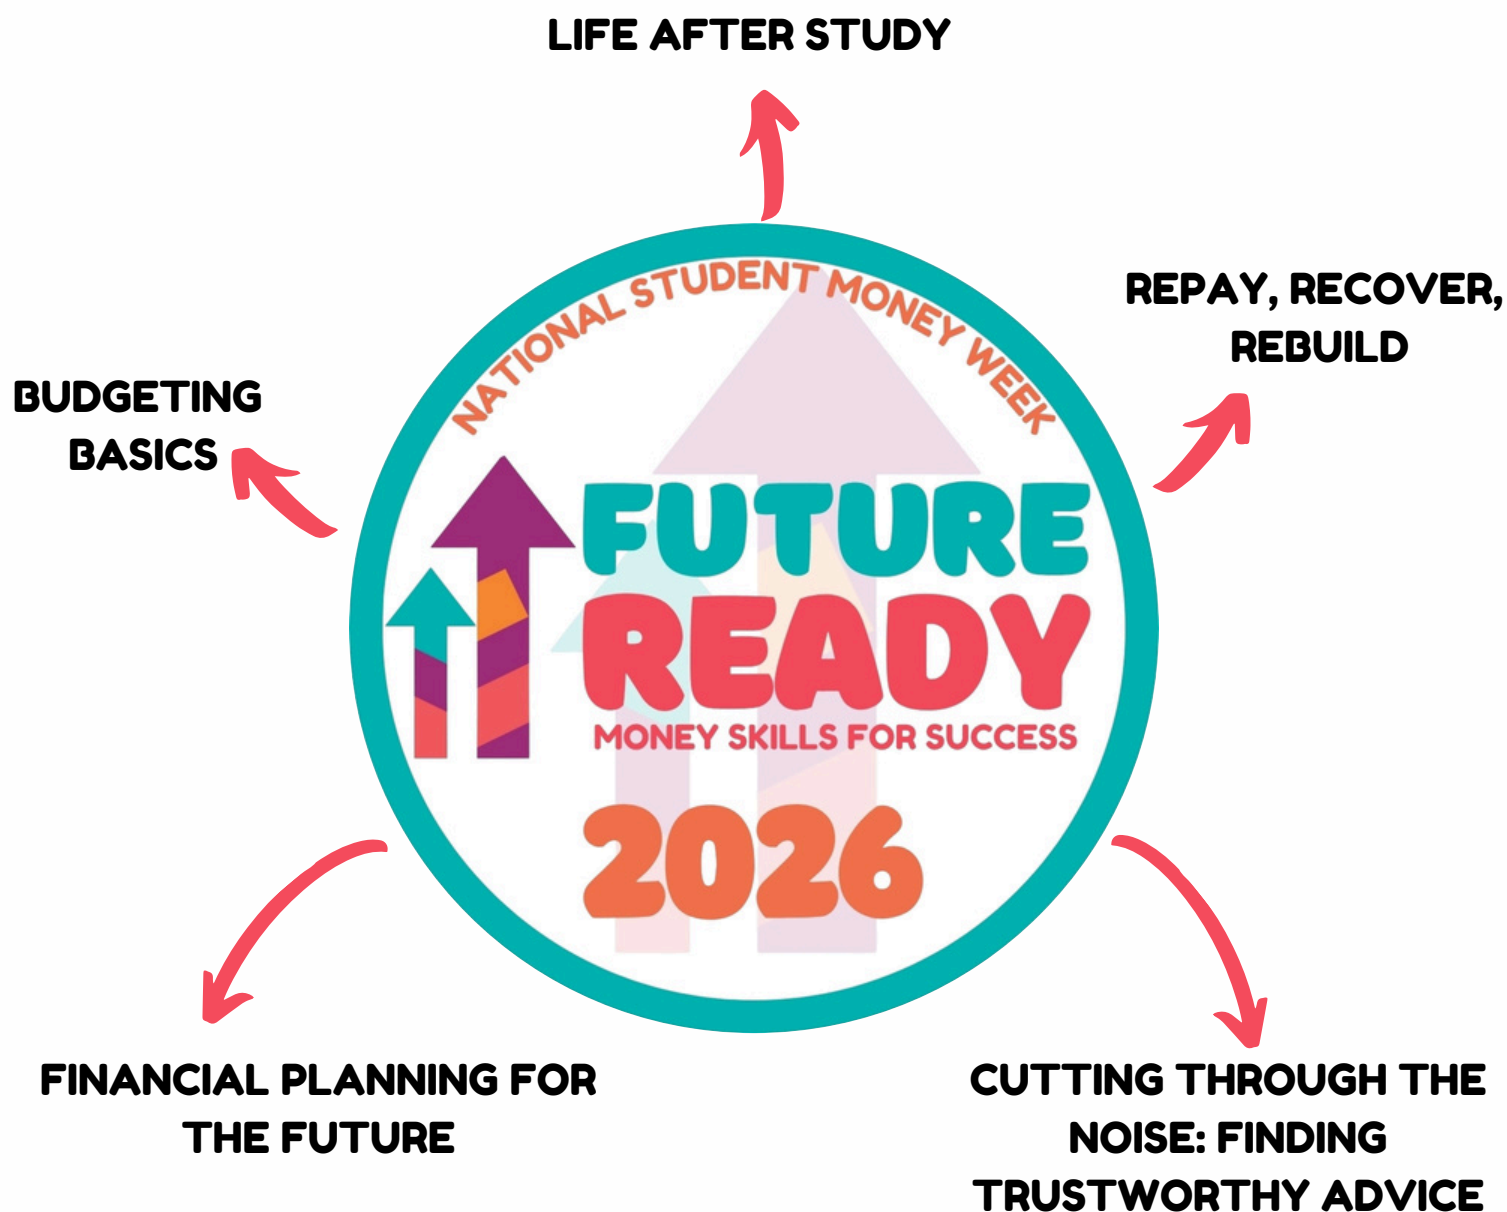 LIFE AFTER STUDY
REPAY, RECOVER,
REBUILD
BUDGETING
BASICS
NATIONAL STUDENT MONEY WEEK
FUTURE
READY
MONEY SKILLS FOR SUCCESS
2026
FINANCIAL PLANNING FOR
THE FUTURE
CUTTING THROUGH THE
NOISE: FINDING
TRUSTWORTHY ADVICE